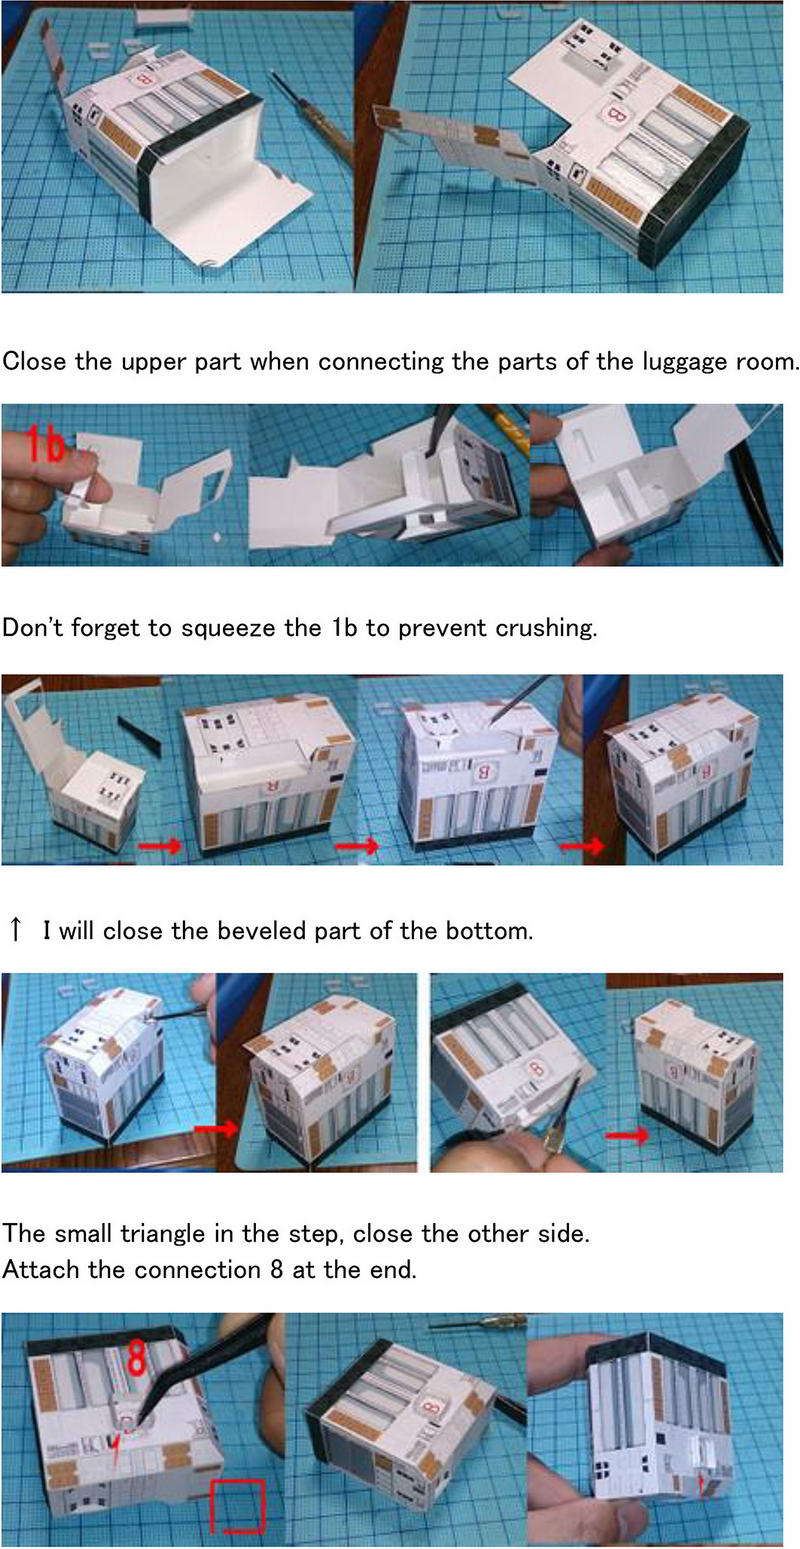 Close the upper part when connecting the parts of the luggage room.
1b
Don't forget to squeeze the 1b to prevent crushing.
↑ I will close the beveled part of the bottom.
The small triangle in the step, close the other side.
Attach the connection 8 at the end.
8